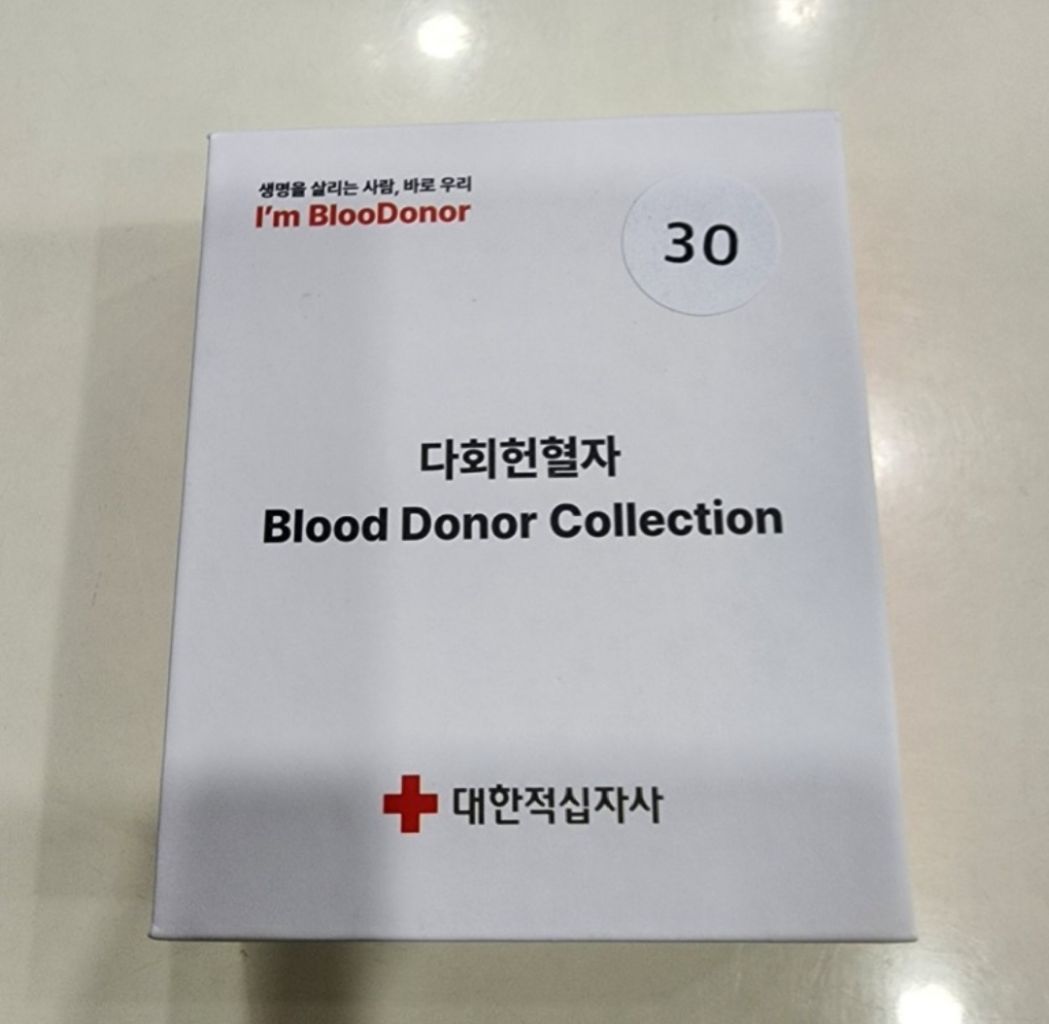 생명을 살리는 사람, 바로 우리
I'm BlooDonor
30
다회헌혈자
Blood Donor Collection
대한적십자사